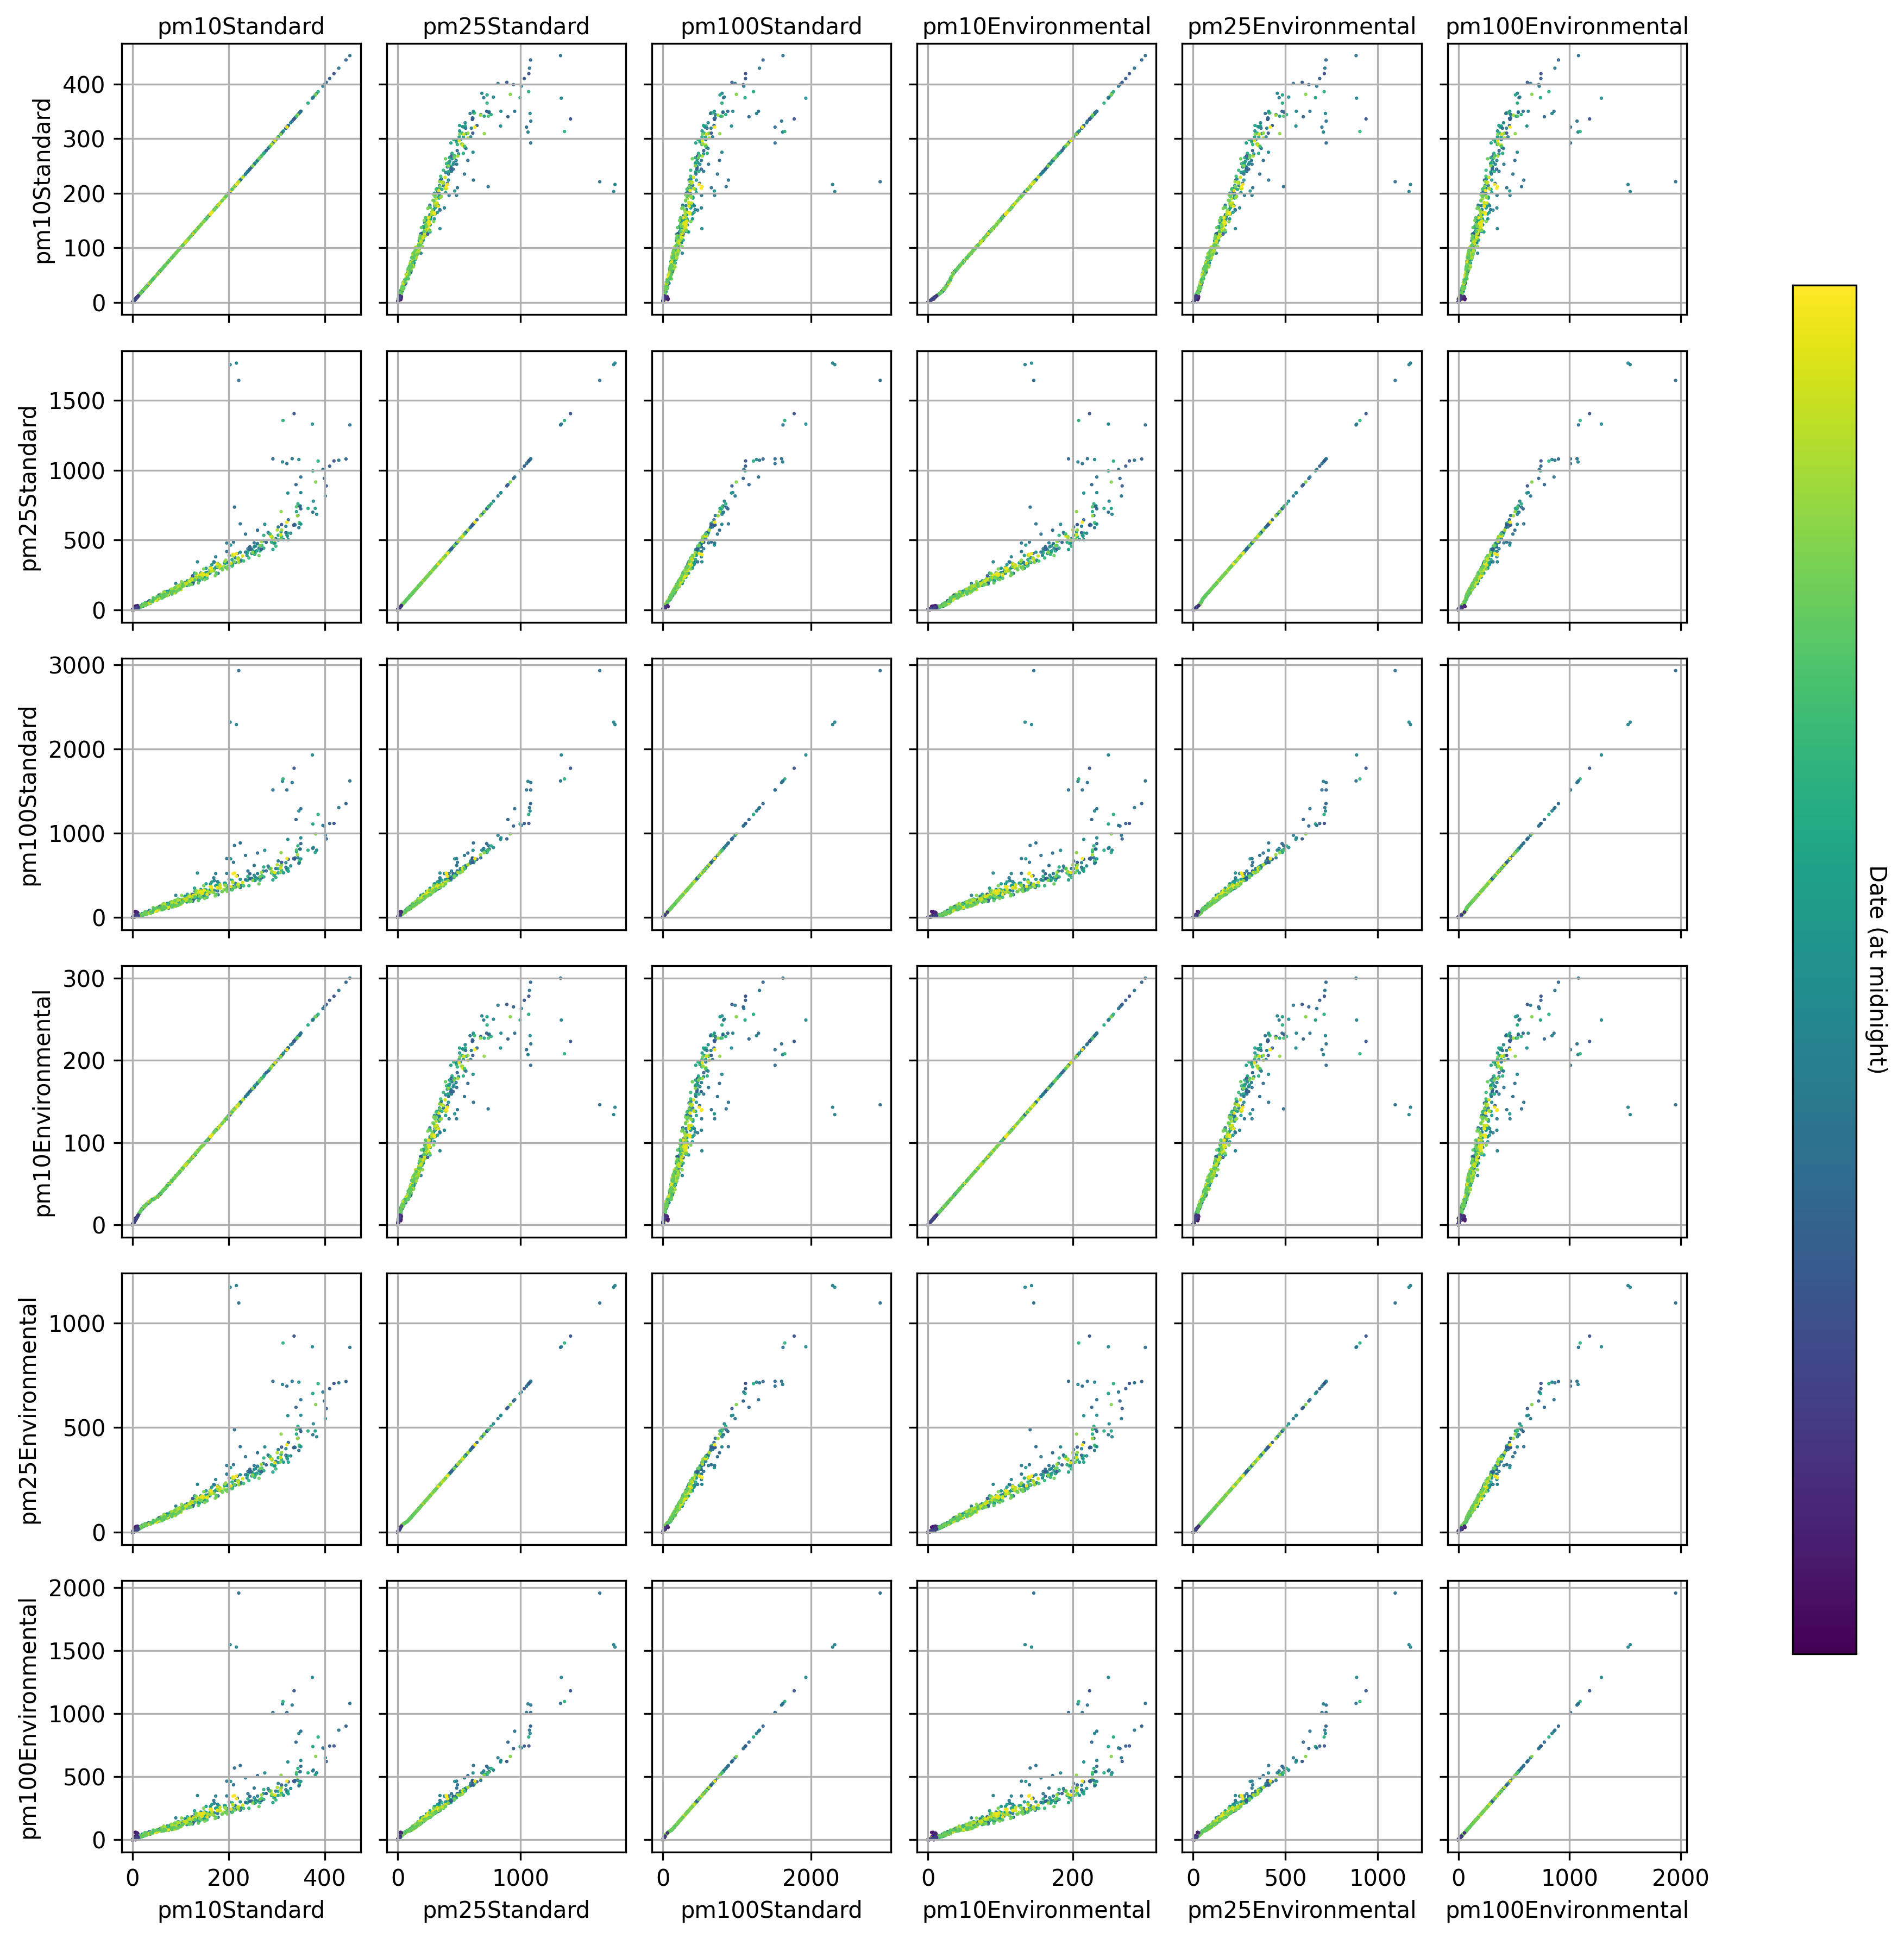 pm10Standard pm25Standard pm100Standard pm10Environmental pm25Environmental pm100Environmental
pm10Standard
400
300
200
100
0
pm25Standard
1500
1000
500
0
pm100Standard
3000
2000
1000
0
pm10Environmental
300
200
100
0
pm25Environmental
1000
500
0
pm100Environmental
2000
1500
1000
500
0
0 200 400 0 1000 0 2000 0 200 0 500 1000 0 1000 2000
pm10Standard pm25Standard pm100Standard pm10Environmental pm25Environmental pm100Environmental
Date (at midnight)